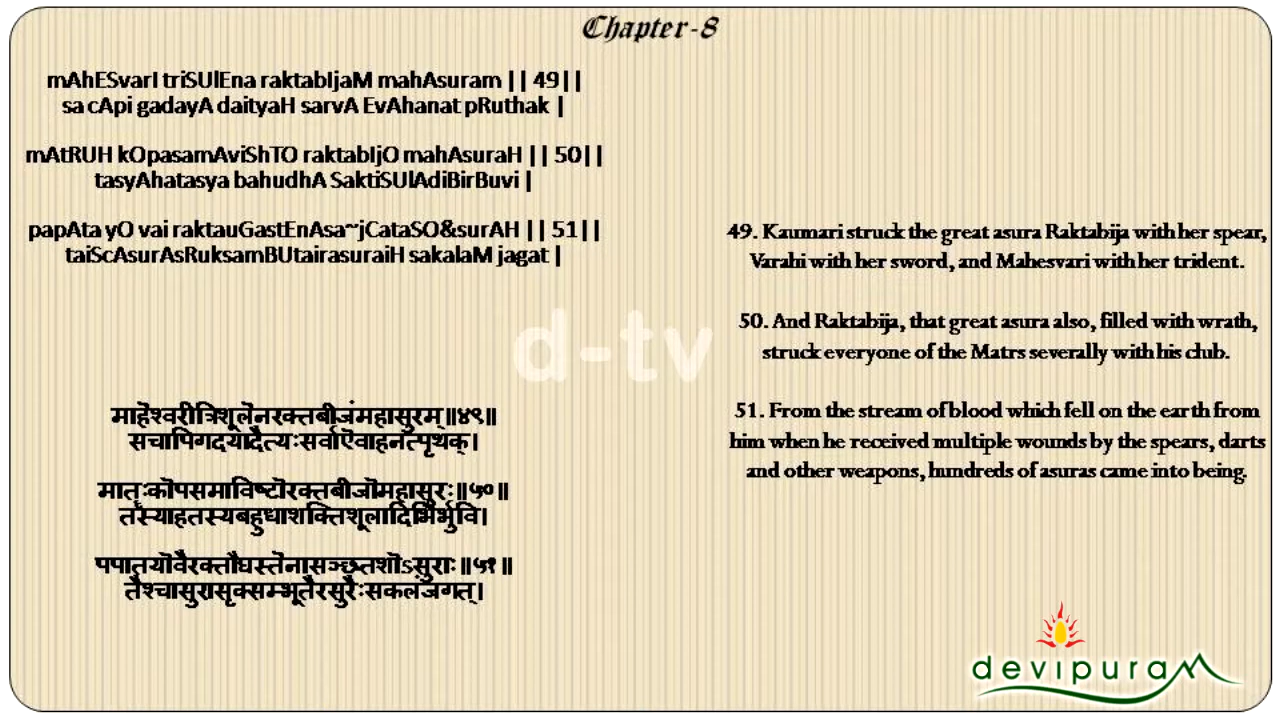 Chapter-8
mAhESvarI triSUlEna raktabIjaM mahAsuram || 49||
sa cApi gadayA daityaH sarvA EvAhanat pRuthak |
mAtRUH kOpasamAviShTO raktabIjO mahAsuraH || 50||
tasyAhatasya bahudhA SaktiSUlAdiBirBuvi |
papAta yO vai raktauGastEnAsa~jCataSO&surAH || 51||
taiScAsurAsRuksamBUtairasuraiH sakalaM jagat |
माहॆश्वरीत्रिशूलॆनरक्तबीजंमहासुरम्॥४९॥
सचापिगदयादैत्यःसर्वाऎवाहनत्पृथक्।
मातॄःकॊपसमाविष्टॊरक्तबीजॊमहासुरः॥५०॥
तस्याहतस्यबहुधाशक्तिशूलादिभिर्भुवि।
पपातयॊवैरक्तौघस्तॆनासञ्छतशॊऽसुराः॥५१॥
तैश्चासुरासृक्सम्भूतैरसुरैःसकलंजगत्।
49. Kaumari struck the great asura Raktabija with her spear,
Varahi with her sword, and Mahesvari with her trident.
50. And Raktabija, that great asura also, filled with wrath,
struck everyone of the Matrs severally with his club.
51. From the stream of blood which fell on the earth from
him when he received multiple wounds by the spears, darts
and other weapons, hundreds of asuras came into being.
d-tv
devipuram